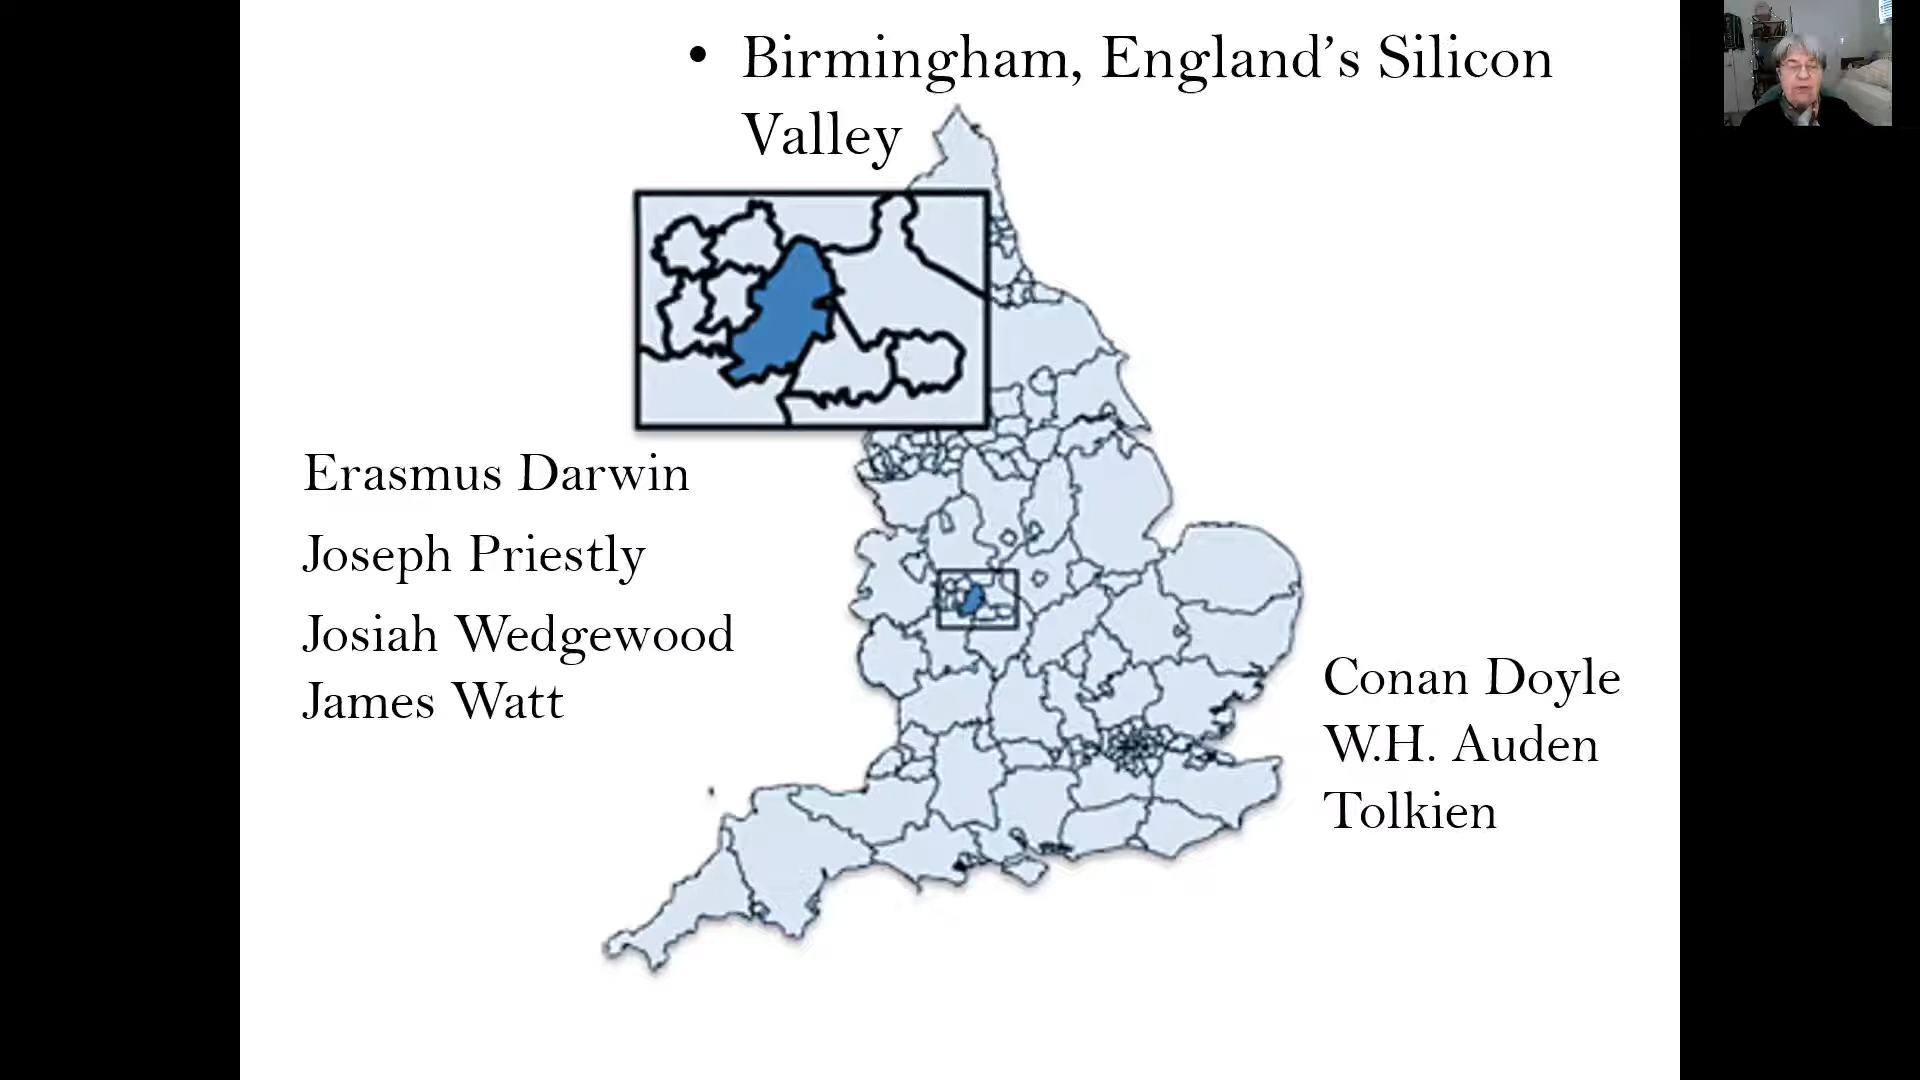 • Birmingham, England's Silicon
Valley
Erasmus Darwin
Joseph Priestly
Josiah Wedgewood
James Watt
Conan Doyle
W.H. Auden
Tolkien